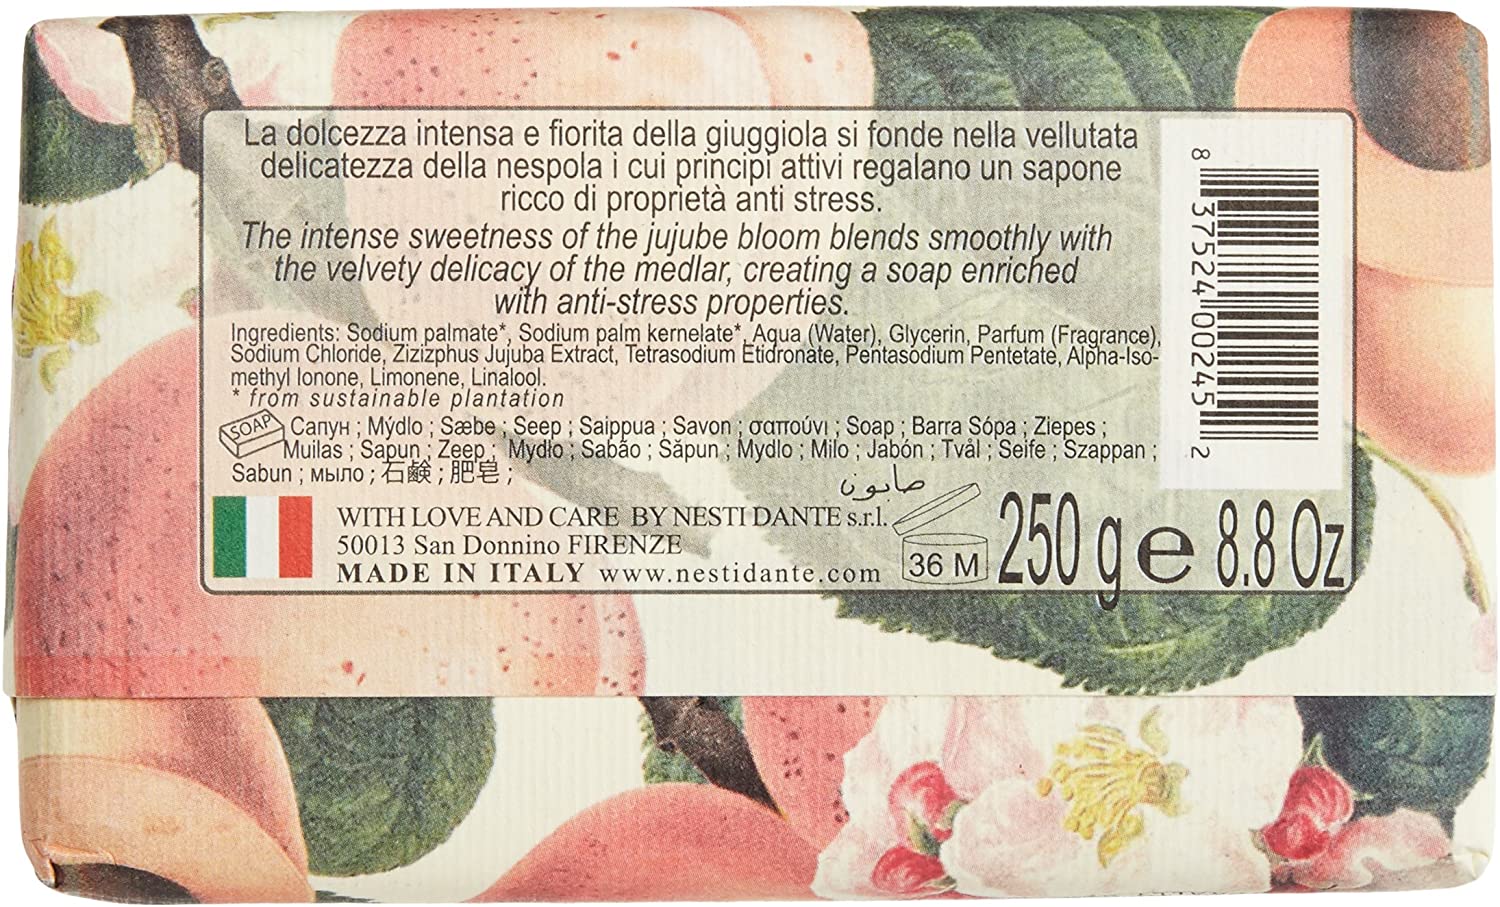 La dolcezza intensa e fiorita della giuggiola si fonde nella vellutata
delicatezza della nespola i cui principi attivi regalano un sapone
ricco di proprietà anti stress.
The intense sweetness of the jujube bloom blends smoothly with
the velvety delicacy of the medlar, creating a soap enriched
with anti-stress properties.
Ingredients: Sodium palmate*, Sodium palm kernelate*, Aqua (Water), Glycerin, Parfum (Fragrance),
Sodium Chloride, Zizizphus Jujuba Extract, Tetrasodium Etidronate, Pentasodium Pentetate, Alpha-Iso-
methyl Ionone, Limonene, Linalool.
* from sustainable plantation
SOAP
Сапун ; Mýdlo ; Sæbe ; Seep ; Saippua ; Savon ; σαπούνι ; Soap ; Barra Sópa ; Ziepes ;
Muilas ; Sapun ; Zeep ; Mydło ; Sabão ; Săpun ; Mydlo ; Milo ; Jabón ; Tvål ; Seife ; Szappan ;
Sabun ; мыло ; 石鹸 ; 肥皂 ;
صابون
WITH LOVE AND CARE BY NESTI DANTE s.r.l.
50013 San Donnino FIRENZE
MADE IN ITALY www.nestidante.com
36 M
250 g e 8.8 Oz
8 37524 00245 2